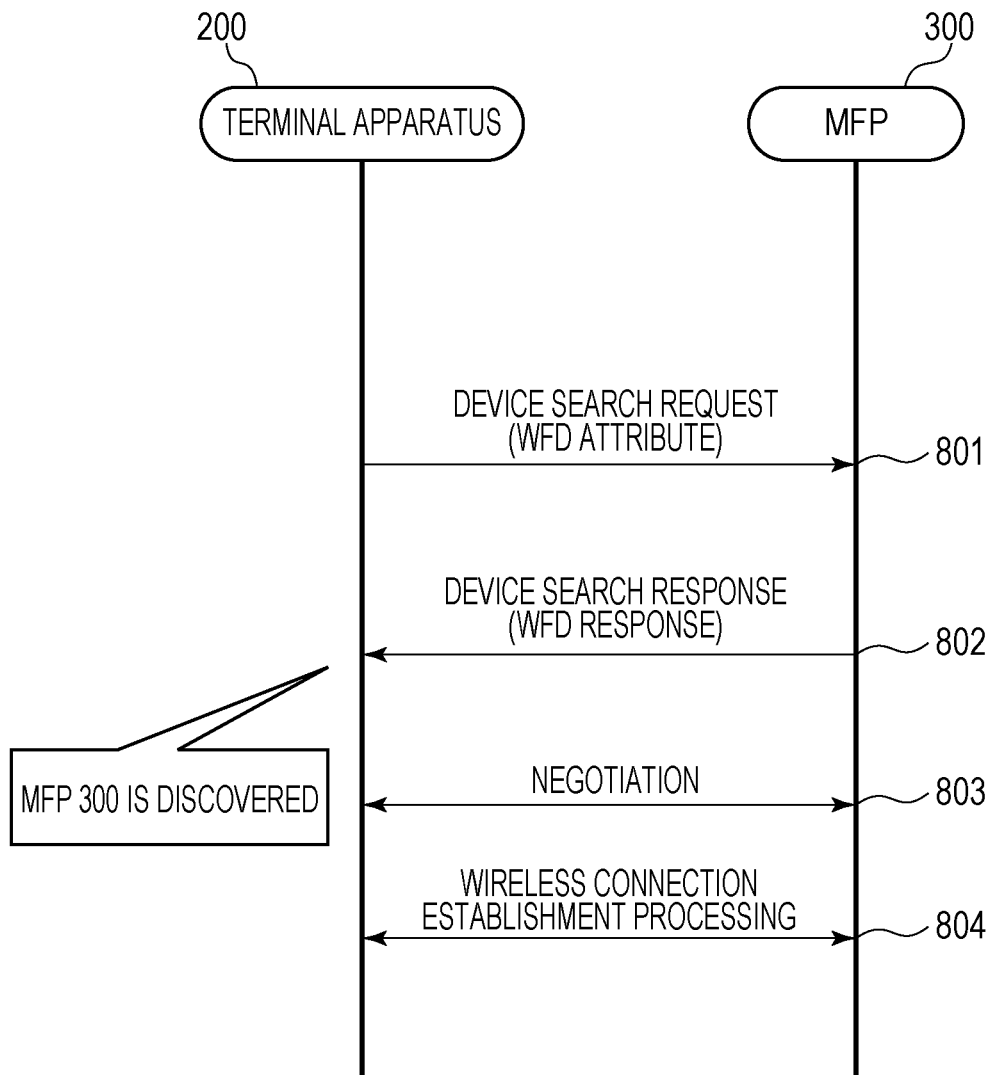 200
300
TERMINAL APPARATUS
MFP
DEVICE SEARCH REQUEST
(WFD ATTRIBUTE)
801
DEVICE SEARCH RESPONSE
(WFD RESPONSE)
802
MFP 300 IS DISCOVERED
NEGOTIATION
803
WIRELESS CONNECTION
ESTABLISHMENT PROCESSING
804